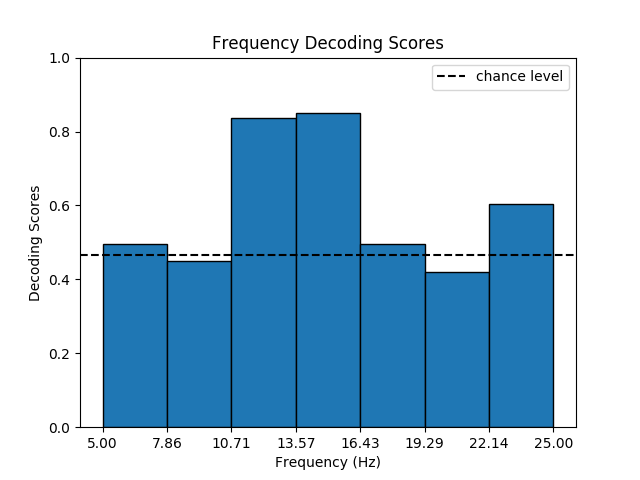 Frequency Decoding Scores
chance level
Decoding Scores
1.0
0.8
0.6
0.4
0.2
0.0
5.00 7.86 10.71 13.57 16.43 19.29 22.14 25.00
Frequency (Hz)